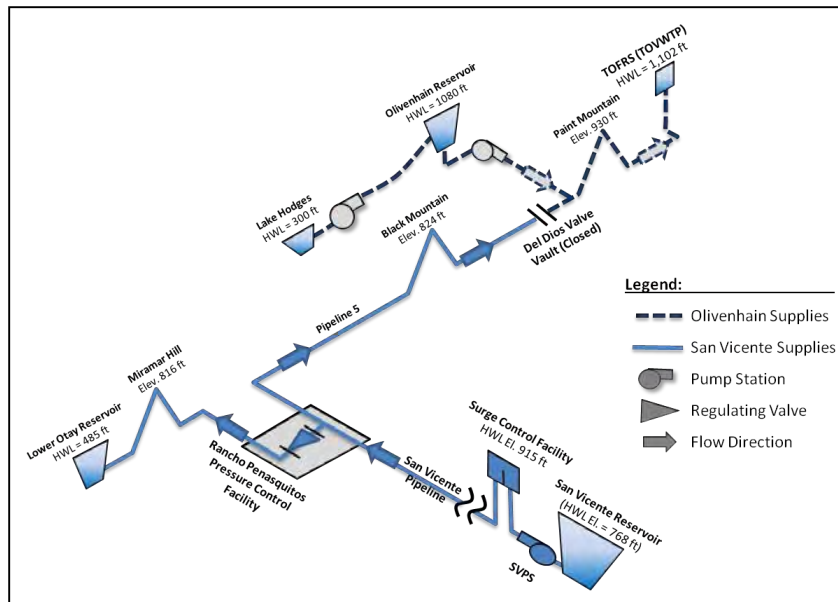 TOFRS (TOVWTP)
HWL = 1,102 ft
Olivenhain Reservoir
HWL = 1080 ft
Paint Mountain
Elev. 930 ft
Lake Hodges
HWL = 300 ft
Black Mountain
Elev. 824 ft
Del Dios Valve
Vault (Closed)
Legend:
Olivenhain Supplies
San Vicente Supplies
Pump Station
Regulating Valve
Flow Direction
Pipeline 5
Miramar Hill
Elev. 816 ft
Lower Otay Reservoir
HWL = 485 ft
Rancho Penasquitos
Pressure Control
Facility
San Vicente
Pipeline
Surge Control Facility
HWL El. 915 ft
San Vicente Reservoir
(HWL El. = 768 ft)
SVPS